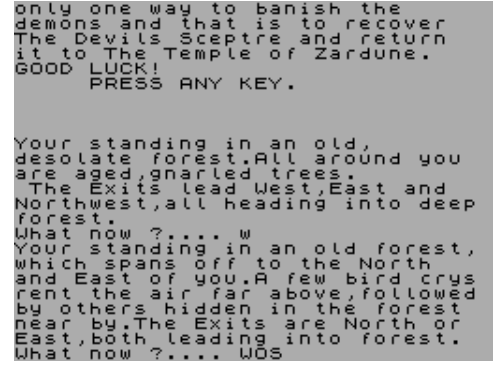 only one way to banish the
demons and that is to recover
The Devils Sceptre and return
it to The Temple of Zardune.
GOOD LUCK!
PRESS ANY KEY.
Your standing in an old,
desolate forest.All around you
are aged,gnarled trees.
The Exits lead West,East and
Northwest,all heading into deep
forest.
What now ?.... w
Your standing in an old forest,
which spans off to the North
and East of you.A few bird crys
rent the air far above,followed
by others hidden in the forest
near by.The Exits are North or
East,both leading into forest.
What now ?.... WOS